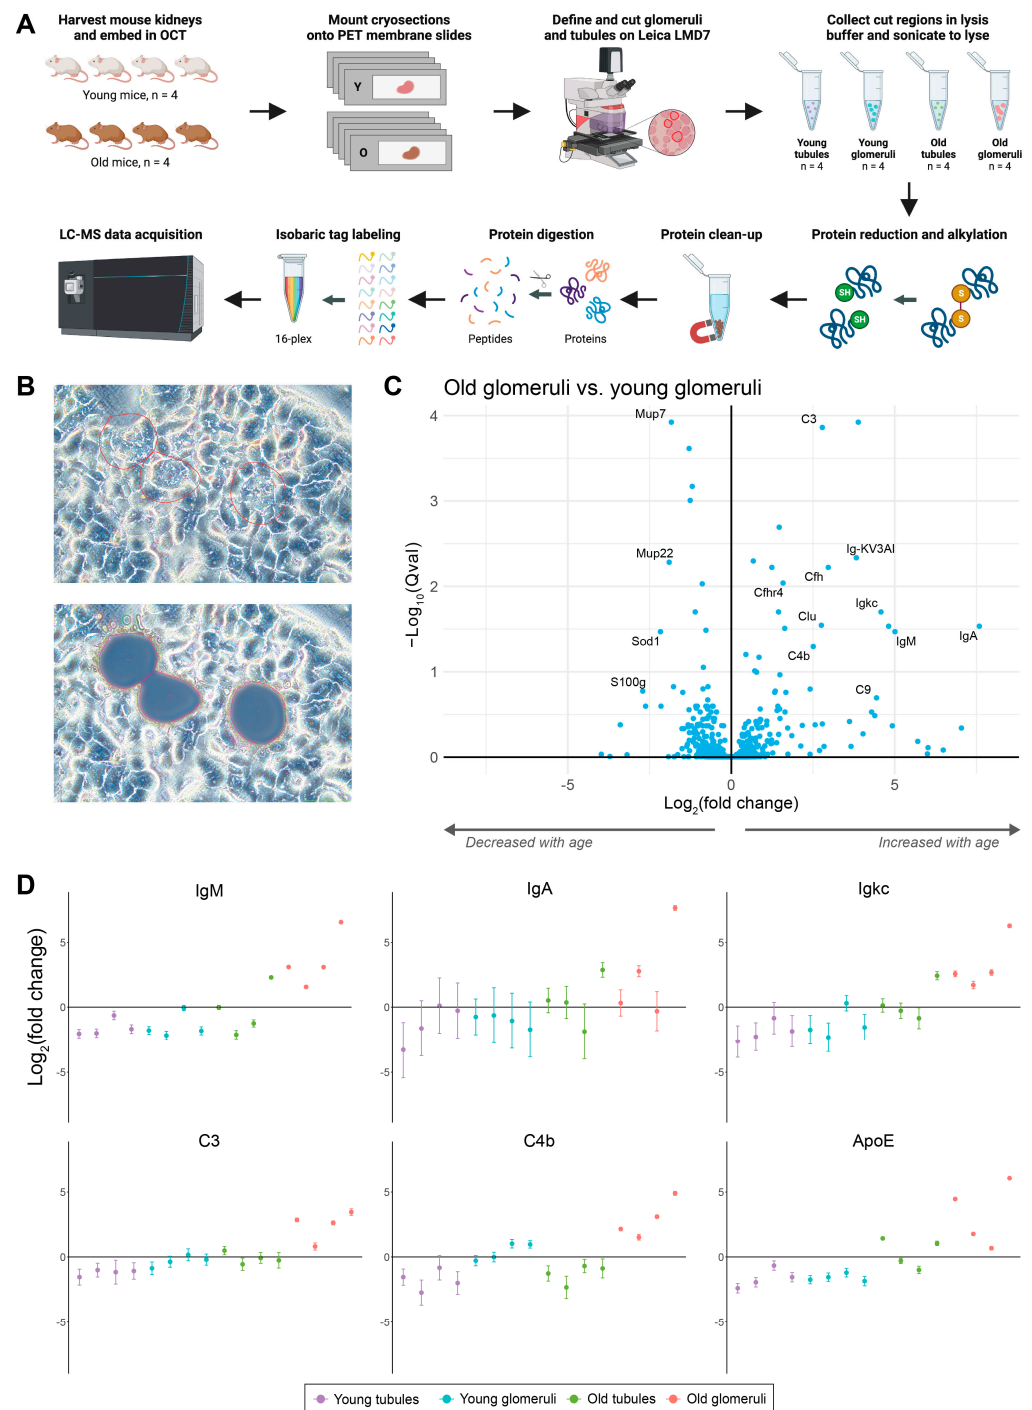 A
Harvest mouse kidneys
and embed in OCT
Young mice, n = 4
Old mice, n = 4
Mount cryosections
onto PET membrane slides
Y
O
Define and cut glomeruli
and tubules on Leica LMD7
Collect cut regions in lysis
buffer and sonicate to lyse
Young tubules n = 4
Young glomeruli n = 4
Old tubules n = 4
Old glomeruli n = 4
LC-MS data acquisition
Isobaric tag labeling
16-plex
Protein digestion
Peptides
Proteins
Protein clean-up
Protein reduction and alkylation
SH
SH
S
S
B
C
Old glomeruli vs. young glomeruli
−Log10(Qval)
4
3
2
1
0
Mup7
C3
Mup22
Ig-KV3AI
Cfh
Cfhr4
Igkc
Clu
Sod1
IgM
IgA
C4b
S100g
C9
-5
0
5
Log2(fold change)
Decreased with age
Increased with age
D
Log2(fold change)
IgM
5
0
-5
IgA
5
0
-5
Igkc
5
0
-5
C3
5
0
-5
C4b
5
0
-5
ApoE
5
0
-5
Young tubules
Young glomeruli
Old tubules
Old glomeruli